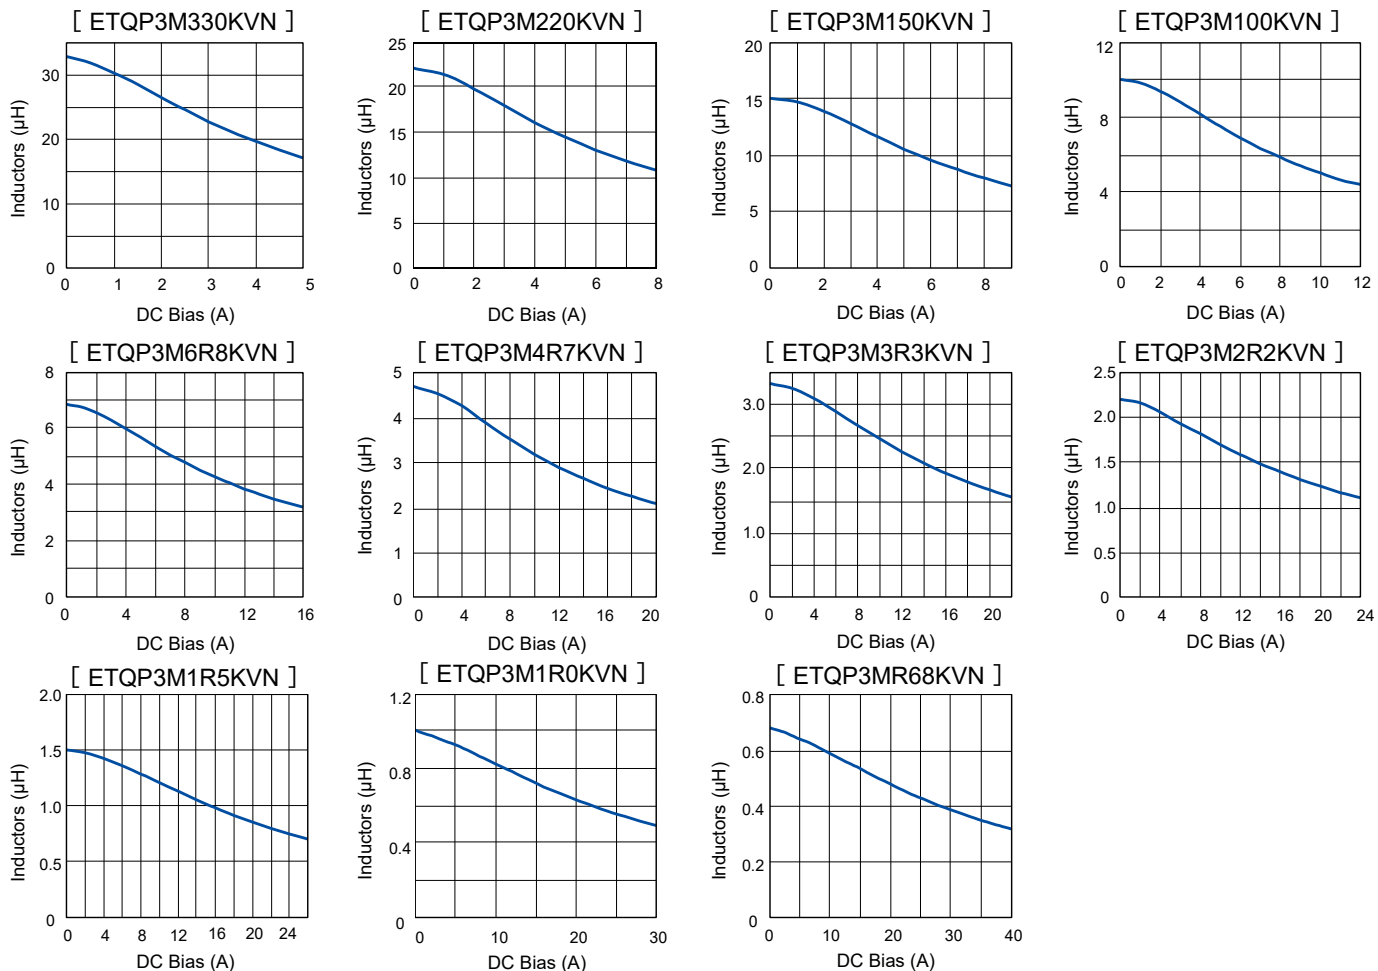 [ ETQP3M330KVN ]
30
20
10
0
0 1 2 3 4 5
Inductors (µH)
DC Bias (A)
[ ETQP3M220KVN ]
25
20
15
10
5
0
0 2 4 6 8
Inductors (µH)
DC Bias (A)
[ ETQP3M150KVN ]
20
15
10
5
0
0 2 4 6 8
Inductors (µH)
DC Bias (A)
[ ETQP3M100KVN ]
12
8
4
0
0 2 4 6 8 10 12
Inductors (µH)
DC Bias (A)
[ ETQP3M6R8KVN ]
8
6
4
2
0
0 4 8 12 16
Inductors (µH)
DC Bias (A)
[ ETQP3M4R7KVN ]
5
4
3
2
1
0
0 4 8 12 16 20
Inductors (µH)
DC Bias (A)
[ ETQP3M3R3KVN ]
3.0
2.0
1.0
0
0 4 8 12 16 20
Inductors (µH)
DC Bias (A)
[ ETQP3M2R2KVN ]
2.5
2.0
1.5
1.0
0.5
0
0 4 8 12 16 20 24
Inductors (µH)
DC Bias (A)
[ ETQP3M1R5KVN ]
2.0
1.5
1.0
0.5
0
0 4 8 12 16 20 24
Inductors (µH)
DC Bias (A)
[ ETQP3M1R0KVN ]
1.2
0.8
0.4
0
0 10 20 30
Inductors (µH)
DC Bias (A)
[ ETQP3MR68KVN ]
0.8
0.6
0.4
0.2
0
0 10 20 30 40
Inductors (µH)
DC Bias (A)